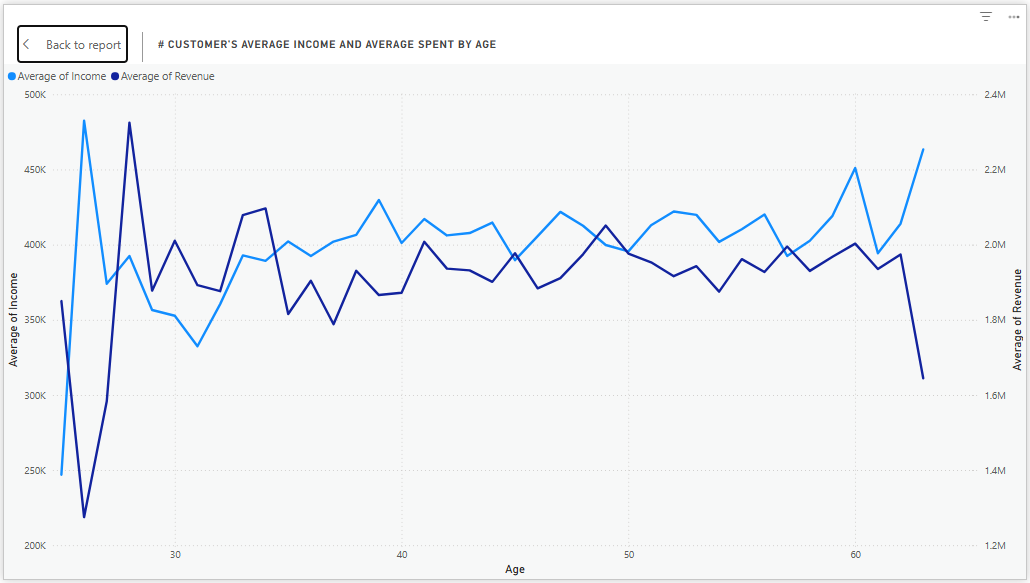 Back to report
# CUSTOMER'S AVERAGE INCOME AND AVERAGE SPENT BY AGE
Average of Income Average of Revenue
500K 2.4M
450K 2.2M
400K 2.0M
350K 1.8M
300K 1.6M
250K 1.4M
200K 1.2M
Average of Income
Average of Revenue
30 40 50 60
Age